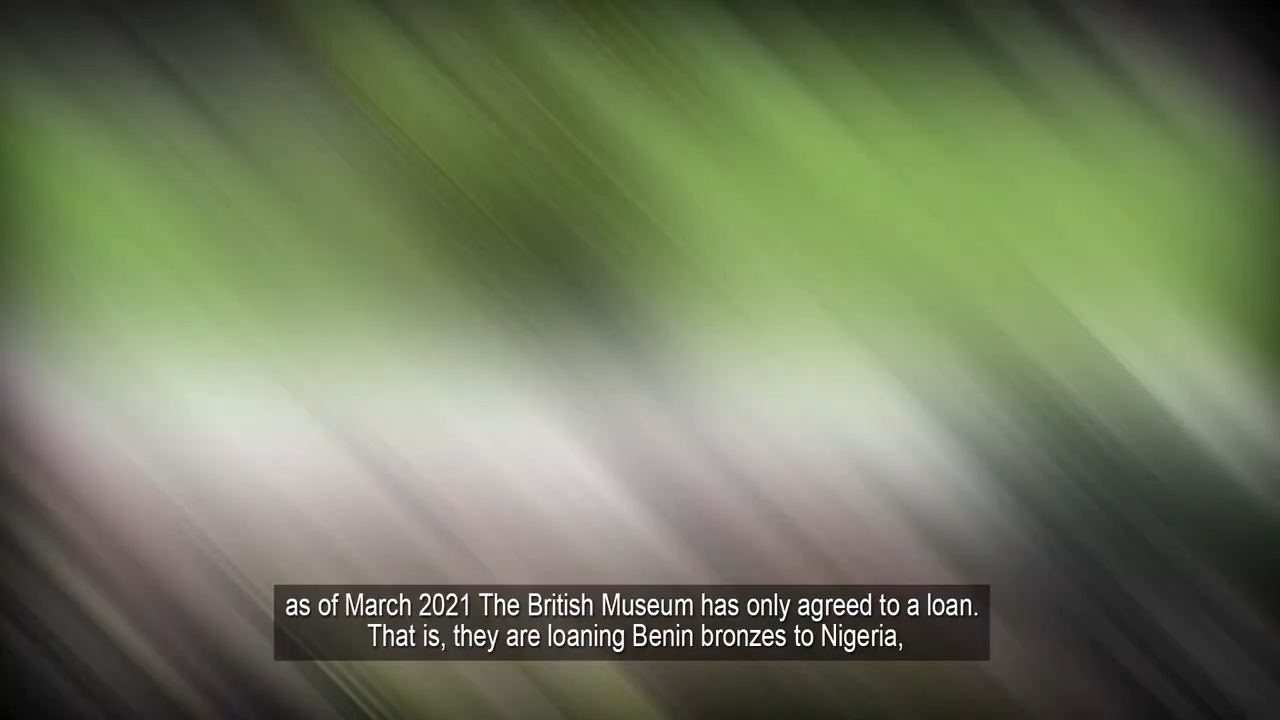 as of March 2021 The British Museum has only agreed to a loan.
That is, they are loaning Benin bronzes to Nigeria,